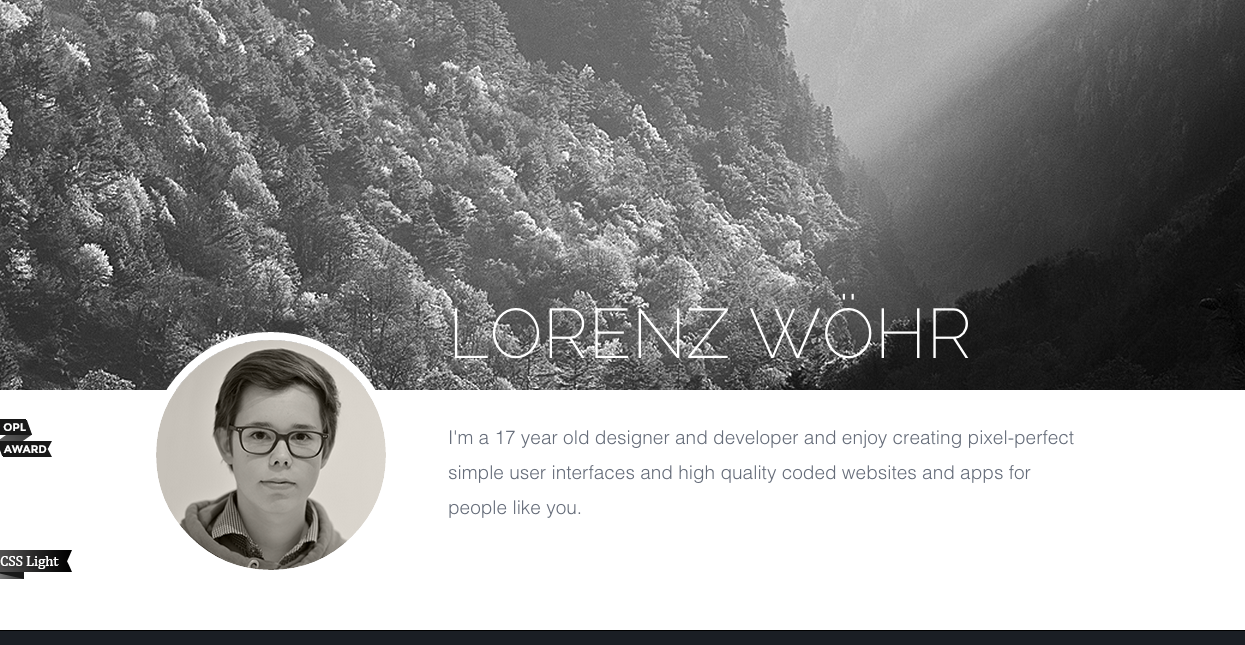 LORENZ WÖHR
OPL
AWARD
I'm a 17 year old designer and developer and enjoy creating pixel-perfect
simple user interfaces and high quality coded websites and apps for
people like you.
CSS Light